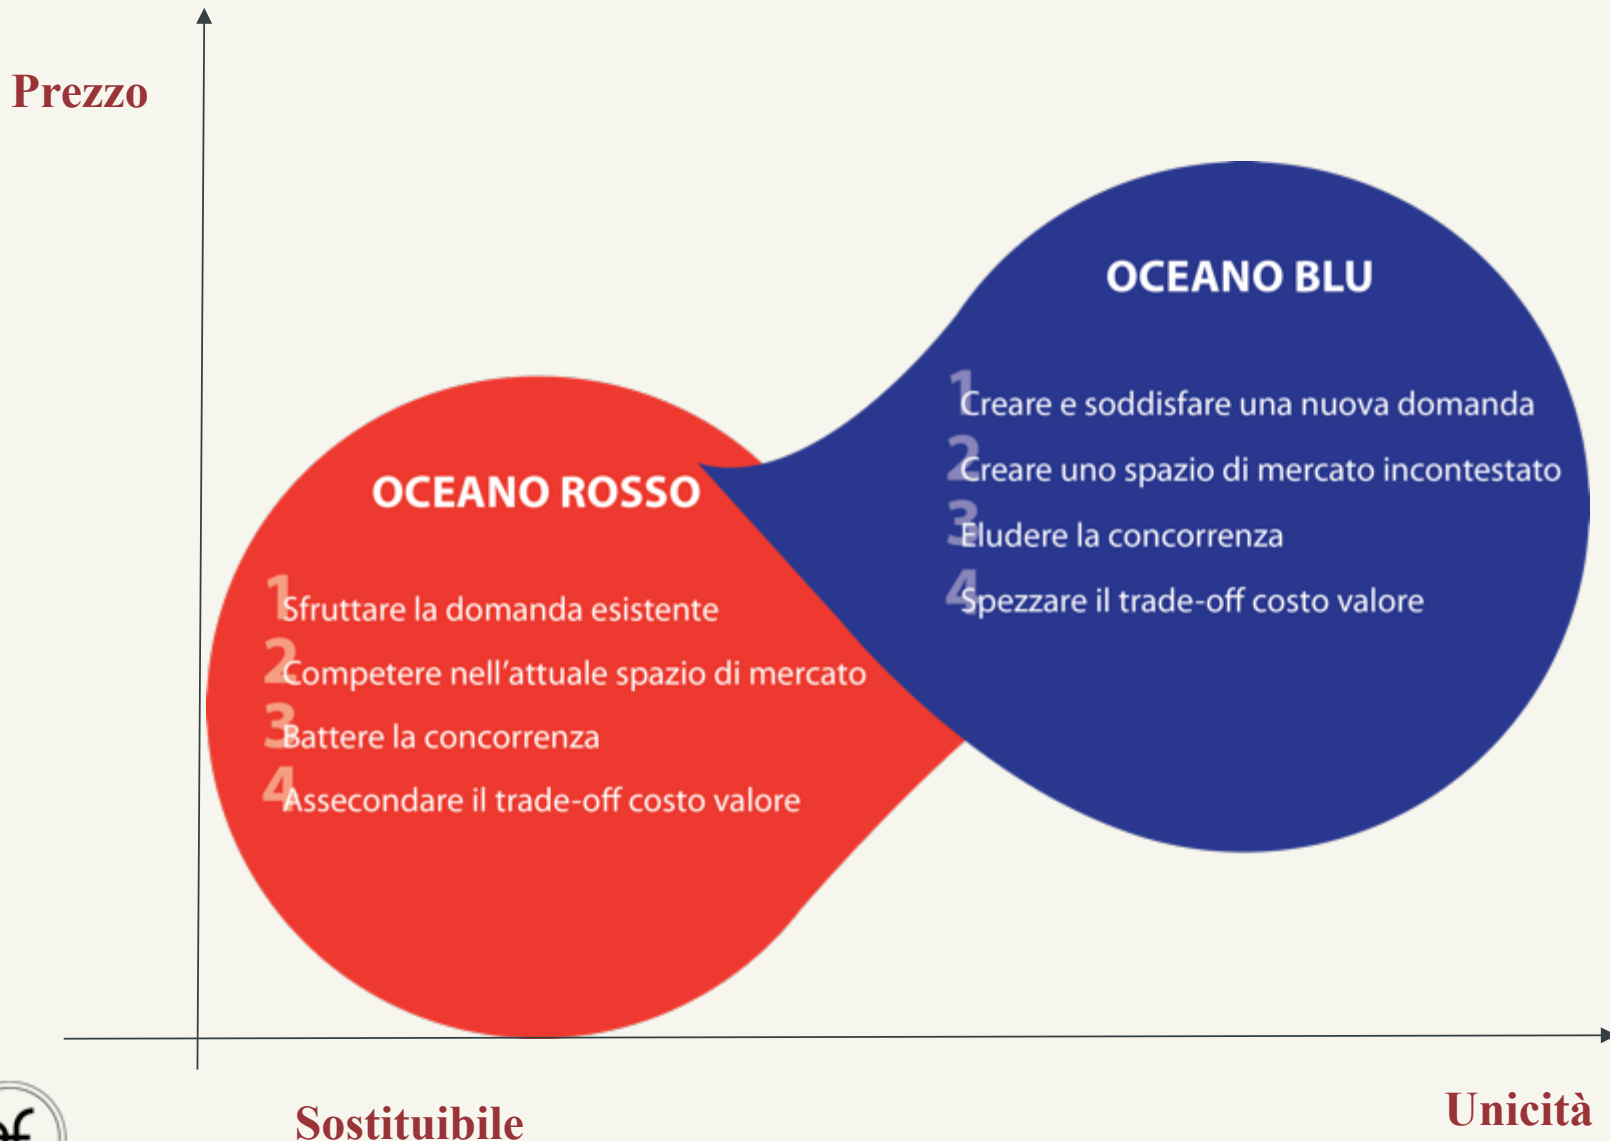 Prezzo
OCEANO BLU
1 Creare e soddisfare una nuova domanda
2 Creare uno spazio di mercato incontestato
3 Eludere la concorrenza
4 Spezzare il trade-off costo valore
OCEANO ROSSO
1 Sfruttare la domanda esistente
2 Competere nell'attuale spazio di mercato
3 Battere la concorrenza
4 Assecondare il trade-off costo valore
Sostituibile
Unicità